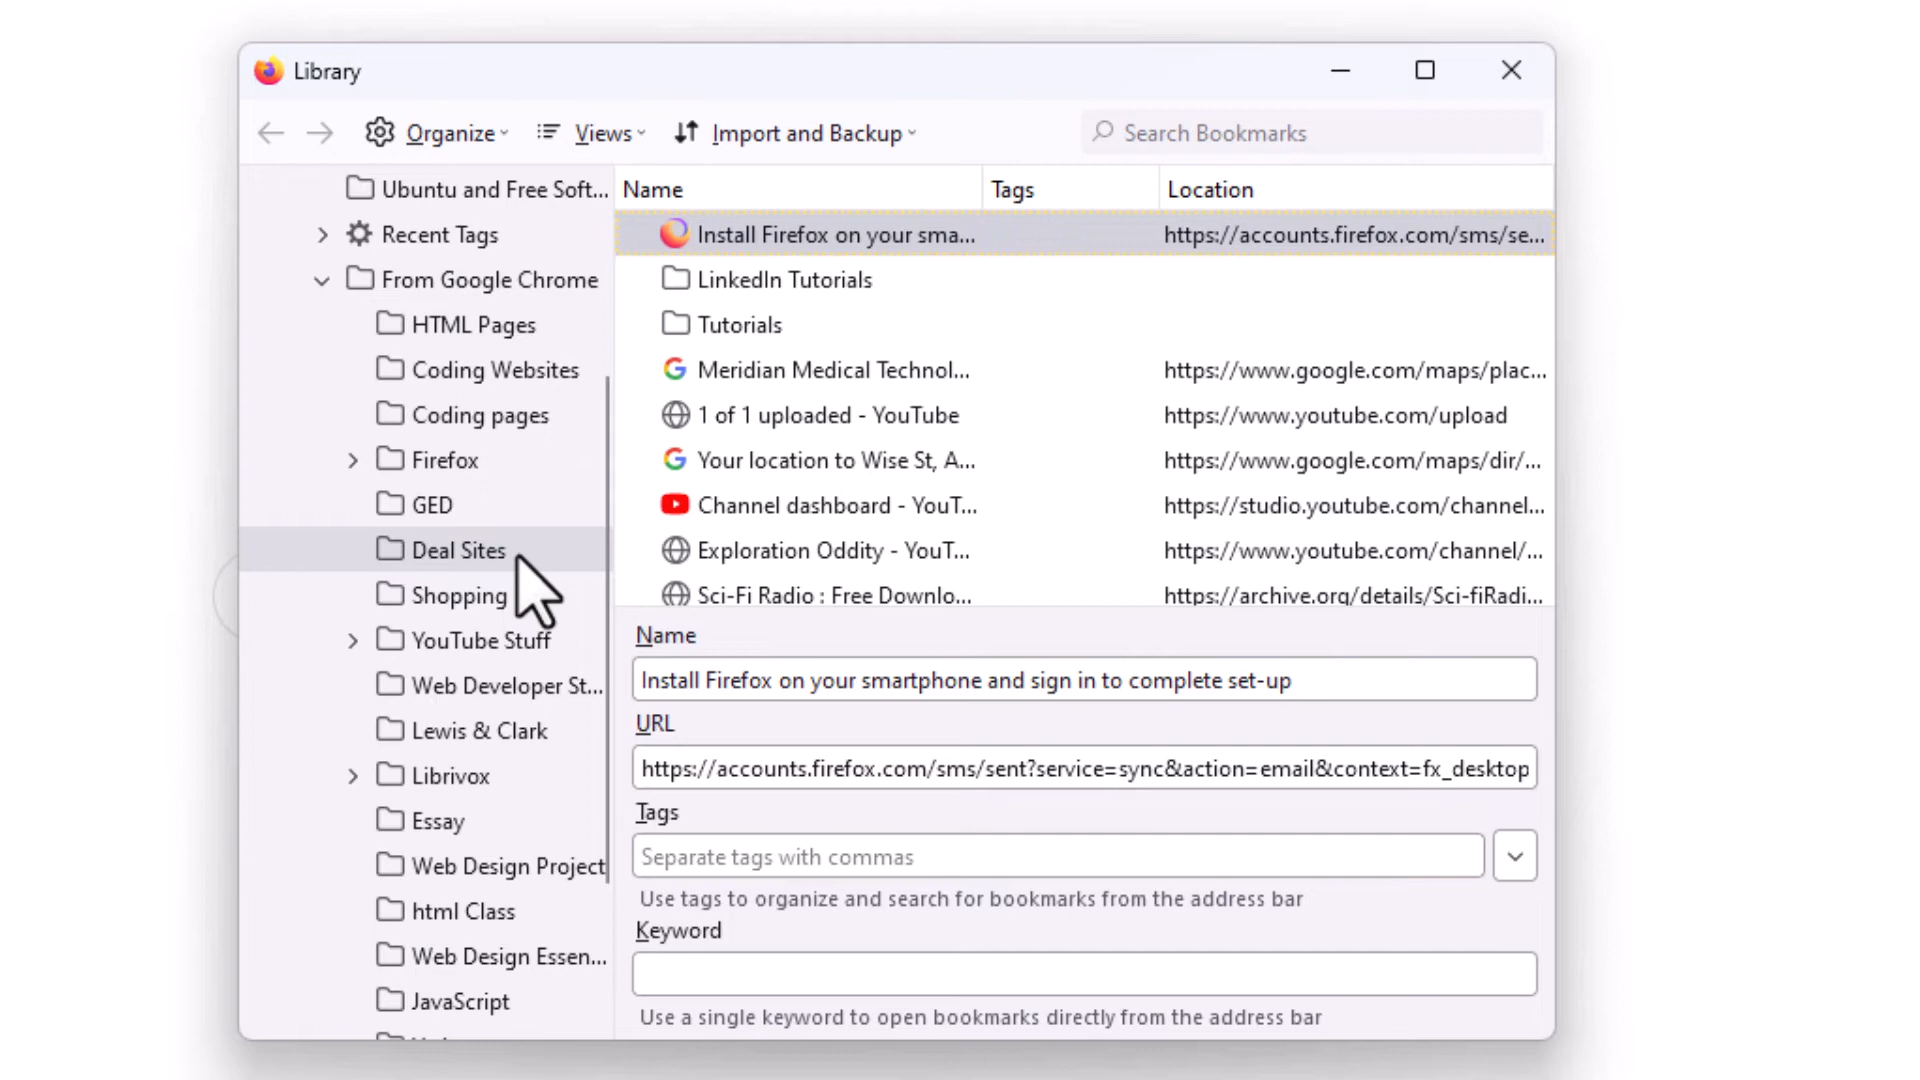 Library
Organize Views Import and Backup Search Bookmarks
Ubuntu and Free Soft...
Recent Tags
From Google Chrome
HTML Pages
Coding Websites
Coding pages
Firefox
GED
Deal Sites
Shopping
YouTube Stuff
Web Developer St...
Lewis & Clark
Librivox
Essay
Web Design Project
html Class
Web Design Essen...
JavaScript
Name Tags Location
Install Firefox on your sma... https://accounts.firefox.com/sms/se...
LinkedIn Tutorials
Tutorials
Meridian Medical Technol... https://www.google.com/maps/plac...
1 of 1 uploaded - YouTube https://www.youtube.com/upload
Your location to Wise St, A... https://www.google.com/maps/dir/...
Channel dashboard - YouT... https://studio.youtube.com/channel...
Exploration Oddity - YouT... https://www.youtube.com/channel/...
Sci-Fi Radio : Free Downlo... https://archive.org/details/Sci-fiRadi...
Name
Install Firefox on your smartphone and sign in to complete set-up
URL
https://accounts.firefox.com/sms/sent?service=sync&action=email&context=fx_desktop
Tags
Separate tags with commas
Use tags to organize and search for bookmarks from the address bar
Keyword
Use a single keyword to open bookmarks directly from the address bar